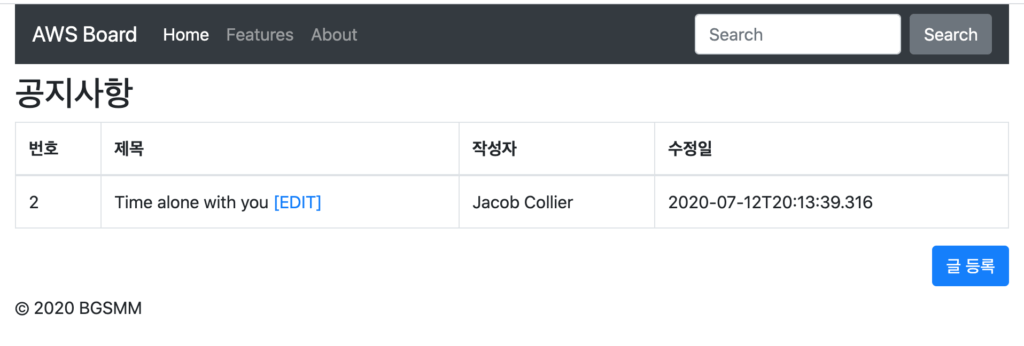 AWS Board Home Features About Search Search
공지사항
번호 제목 작성자 수정일
2 Time alone with you [EDIT] Jacob Collier 2020-07-12T20:13:39.316
글 등록
© 2020 BGSMM